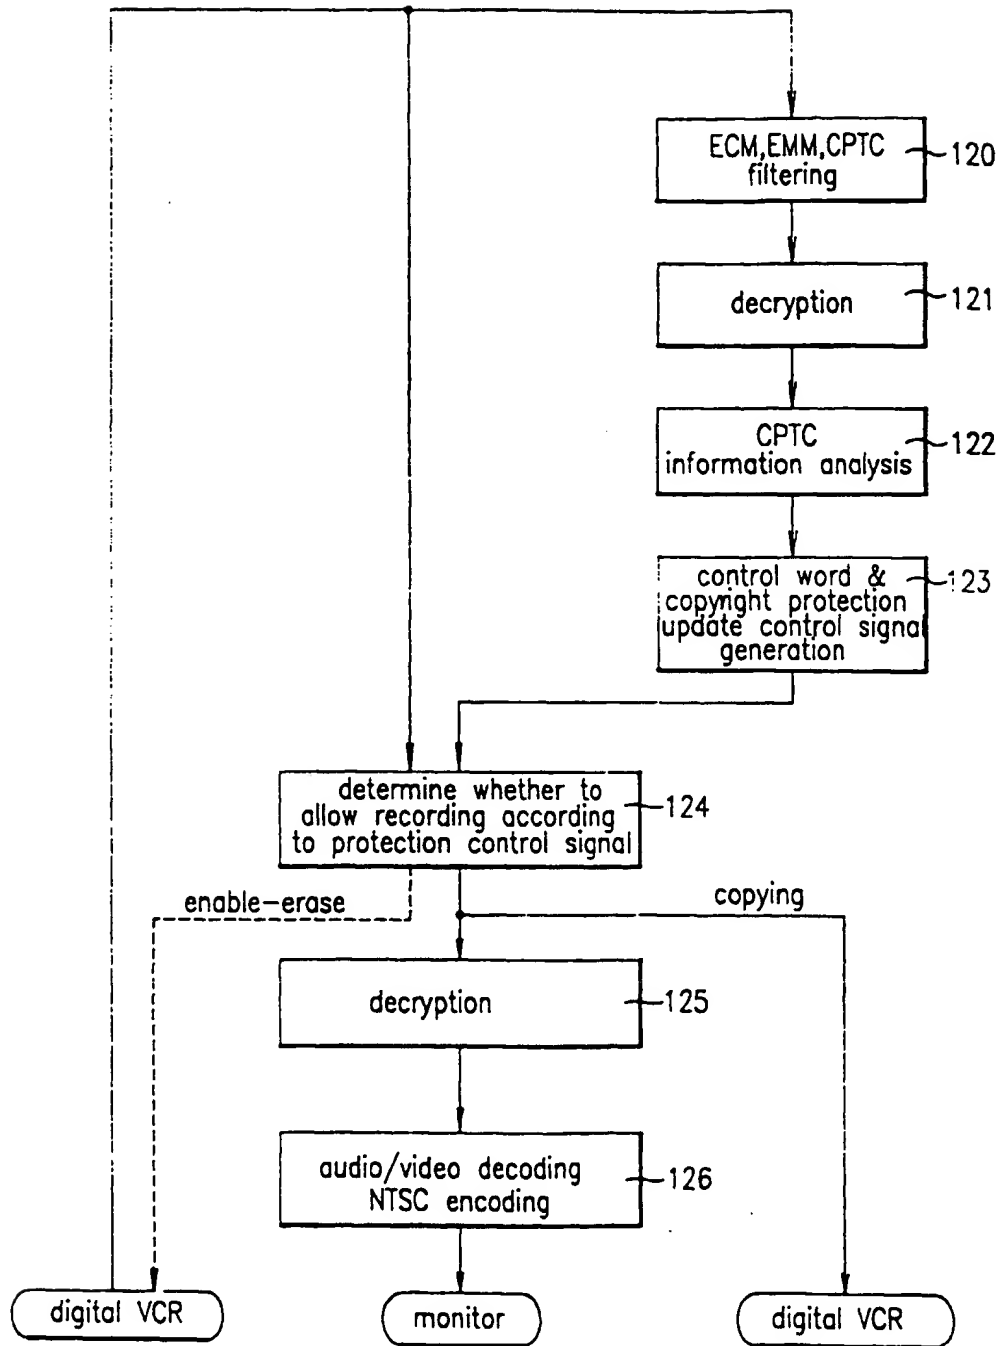 ECM,EMM,CPTC
filtering
120
decryption
121
CPTC
information analysis
122
control word &
copyright protection
update control signal
generation
123
determine whether to
allow recording according
to protection control signal
124
enable-erase
copying
decryption
125
audio/video decoding
NTSC encoding
126
digital VCR
monitor
digital VCR